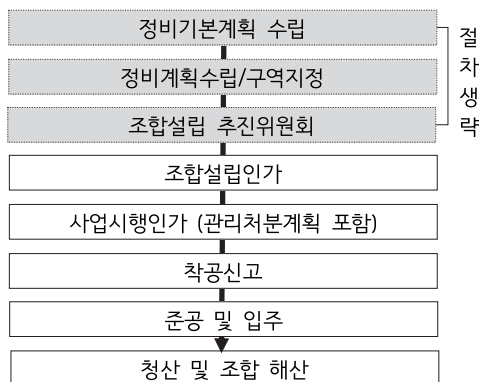 정비기본계획 수립
정비계획수립/구역지정
조합설립 추진위원회
절
차
생
략
조합설립인가
사업시행인가 (관리처분계획 포함)
착공신고
준공 및 입주
청산 및 조합 해산